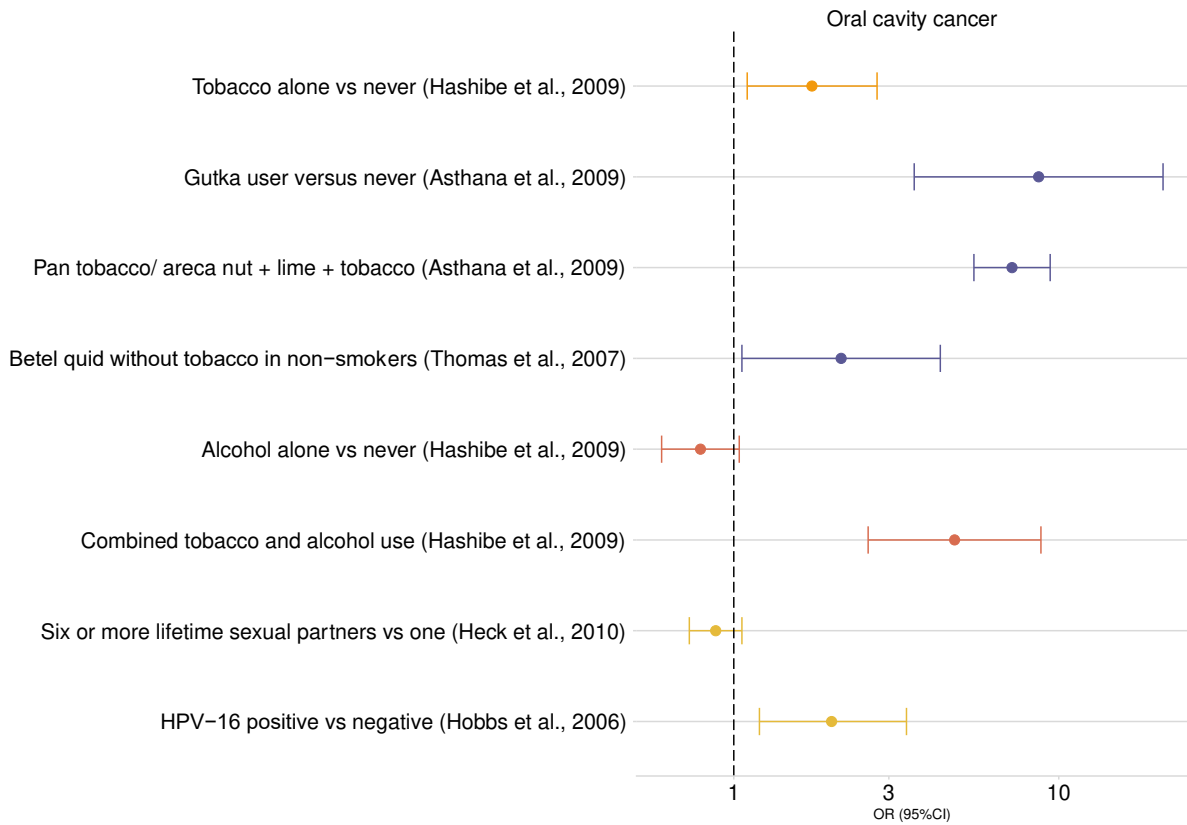 Oral cavity cancer
Tobacco alone vs never (Hashibe et al., 2009)
Gutka user versus never (Asthana et al., 2009)
Pan tobacco/ areca nut + lime + tobacco (Asthana et al., 2009)
Betel quid without tobacco in non−smokers (Thomas et al., 2007)
Alcohol alone vs never (Hashibe et al., 2009)
Combined tobacco and alcohol use (Hashibe et al., 2009)
Six or more lifetime sexual partners vs one (Heck et al., 2010)
HPV−16 positive vs negative (Hobbs et al., 2006)
1 3 10
OR (95%CI)